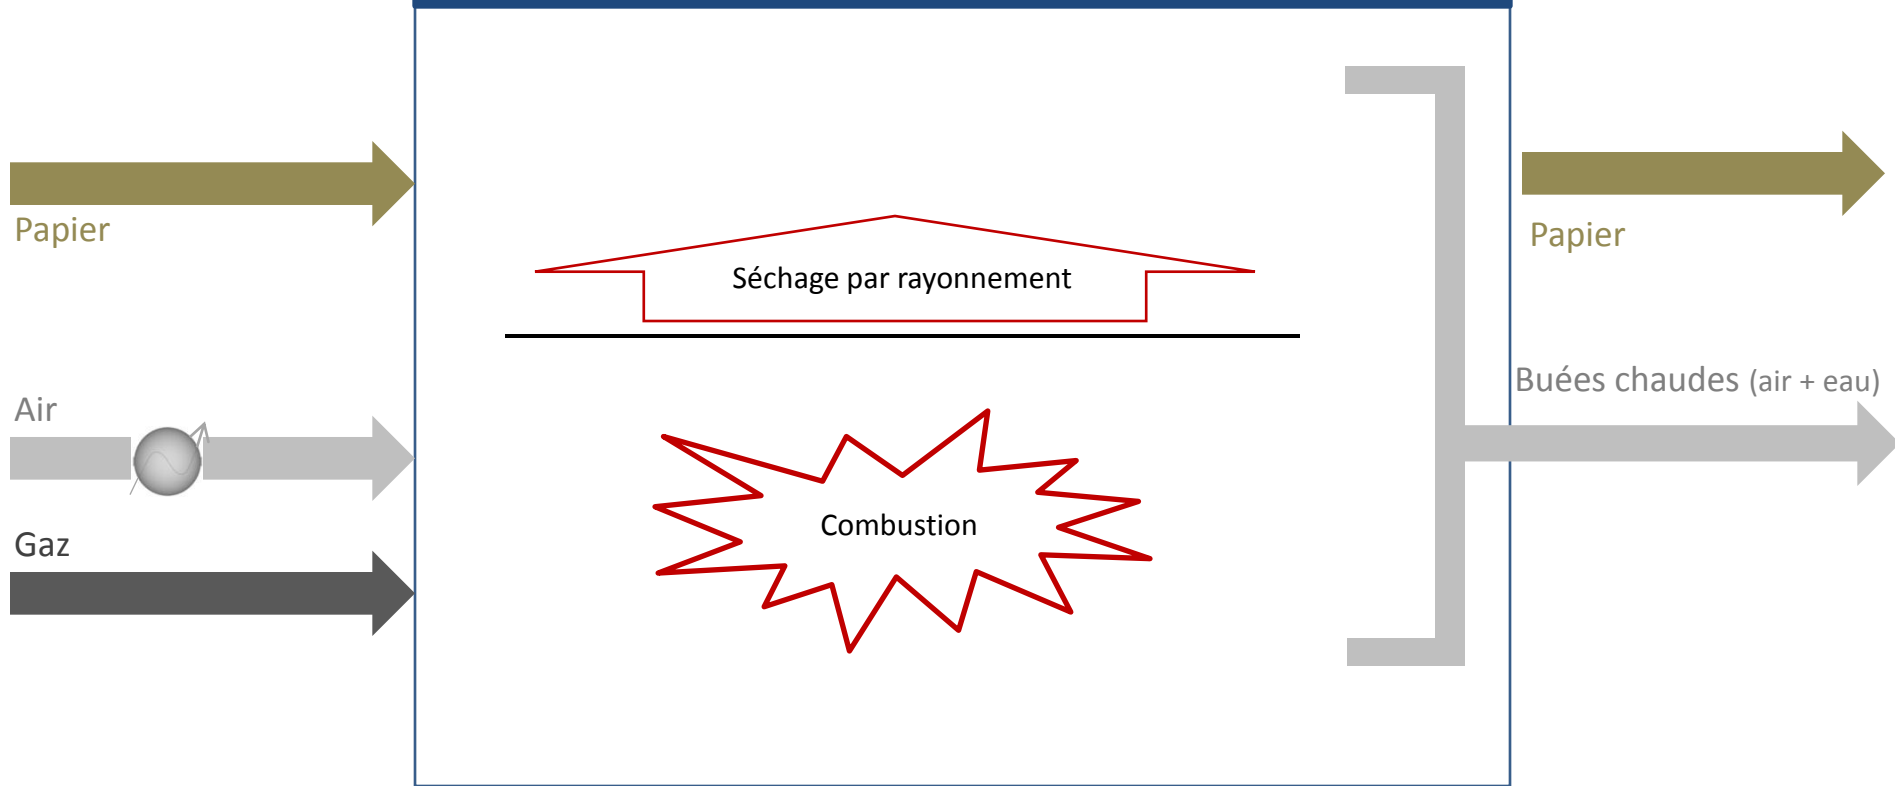 Papier
Papier
Séchage par rayonnement
Buées chaudes (air + eau)
Air
Combustion
Gaz